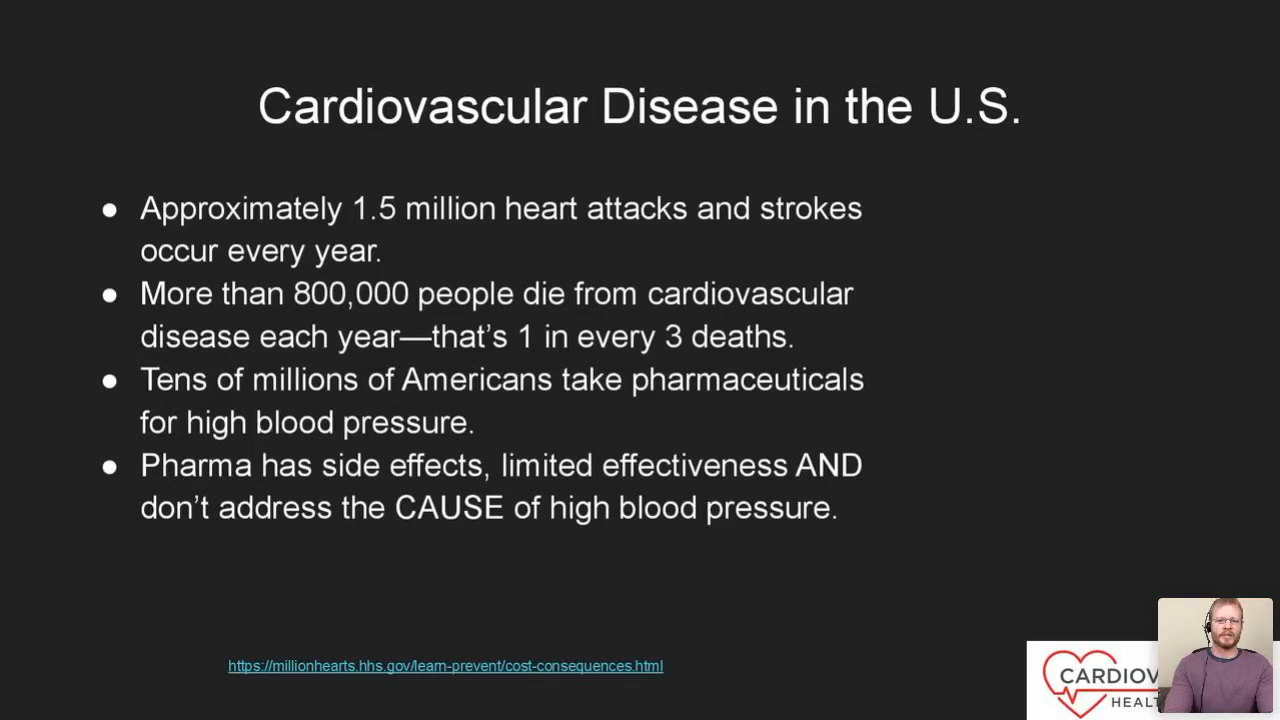 Cardiovascular Disease in the U.S.
● Approximately 1.5 million heart attacks and strokes
occur every year.
● More than 800,000 people die from cardiovascular
disease each year—that’s 1 in every 3 deaths.
● Tens of millions of Americans take pharmaceuticals
for high blood pressure.
● Pharma has side effects, limited effectiveness AND
don’t address the CAUSE of high blood pressure.
https://millionhearts.hhs.gov/learn-prevent/cost-consequences.html
CARDIOV
HEALT